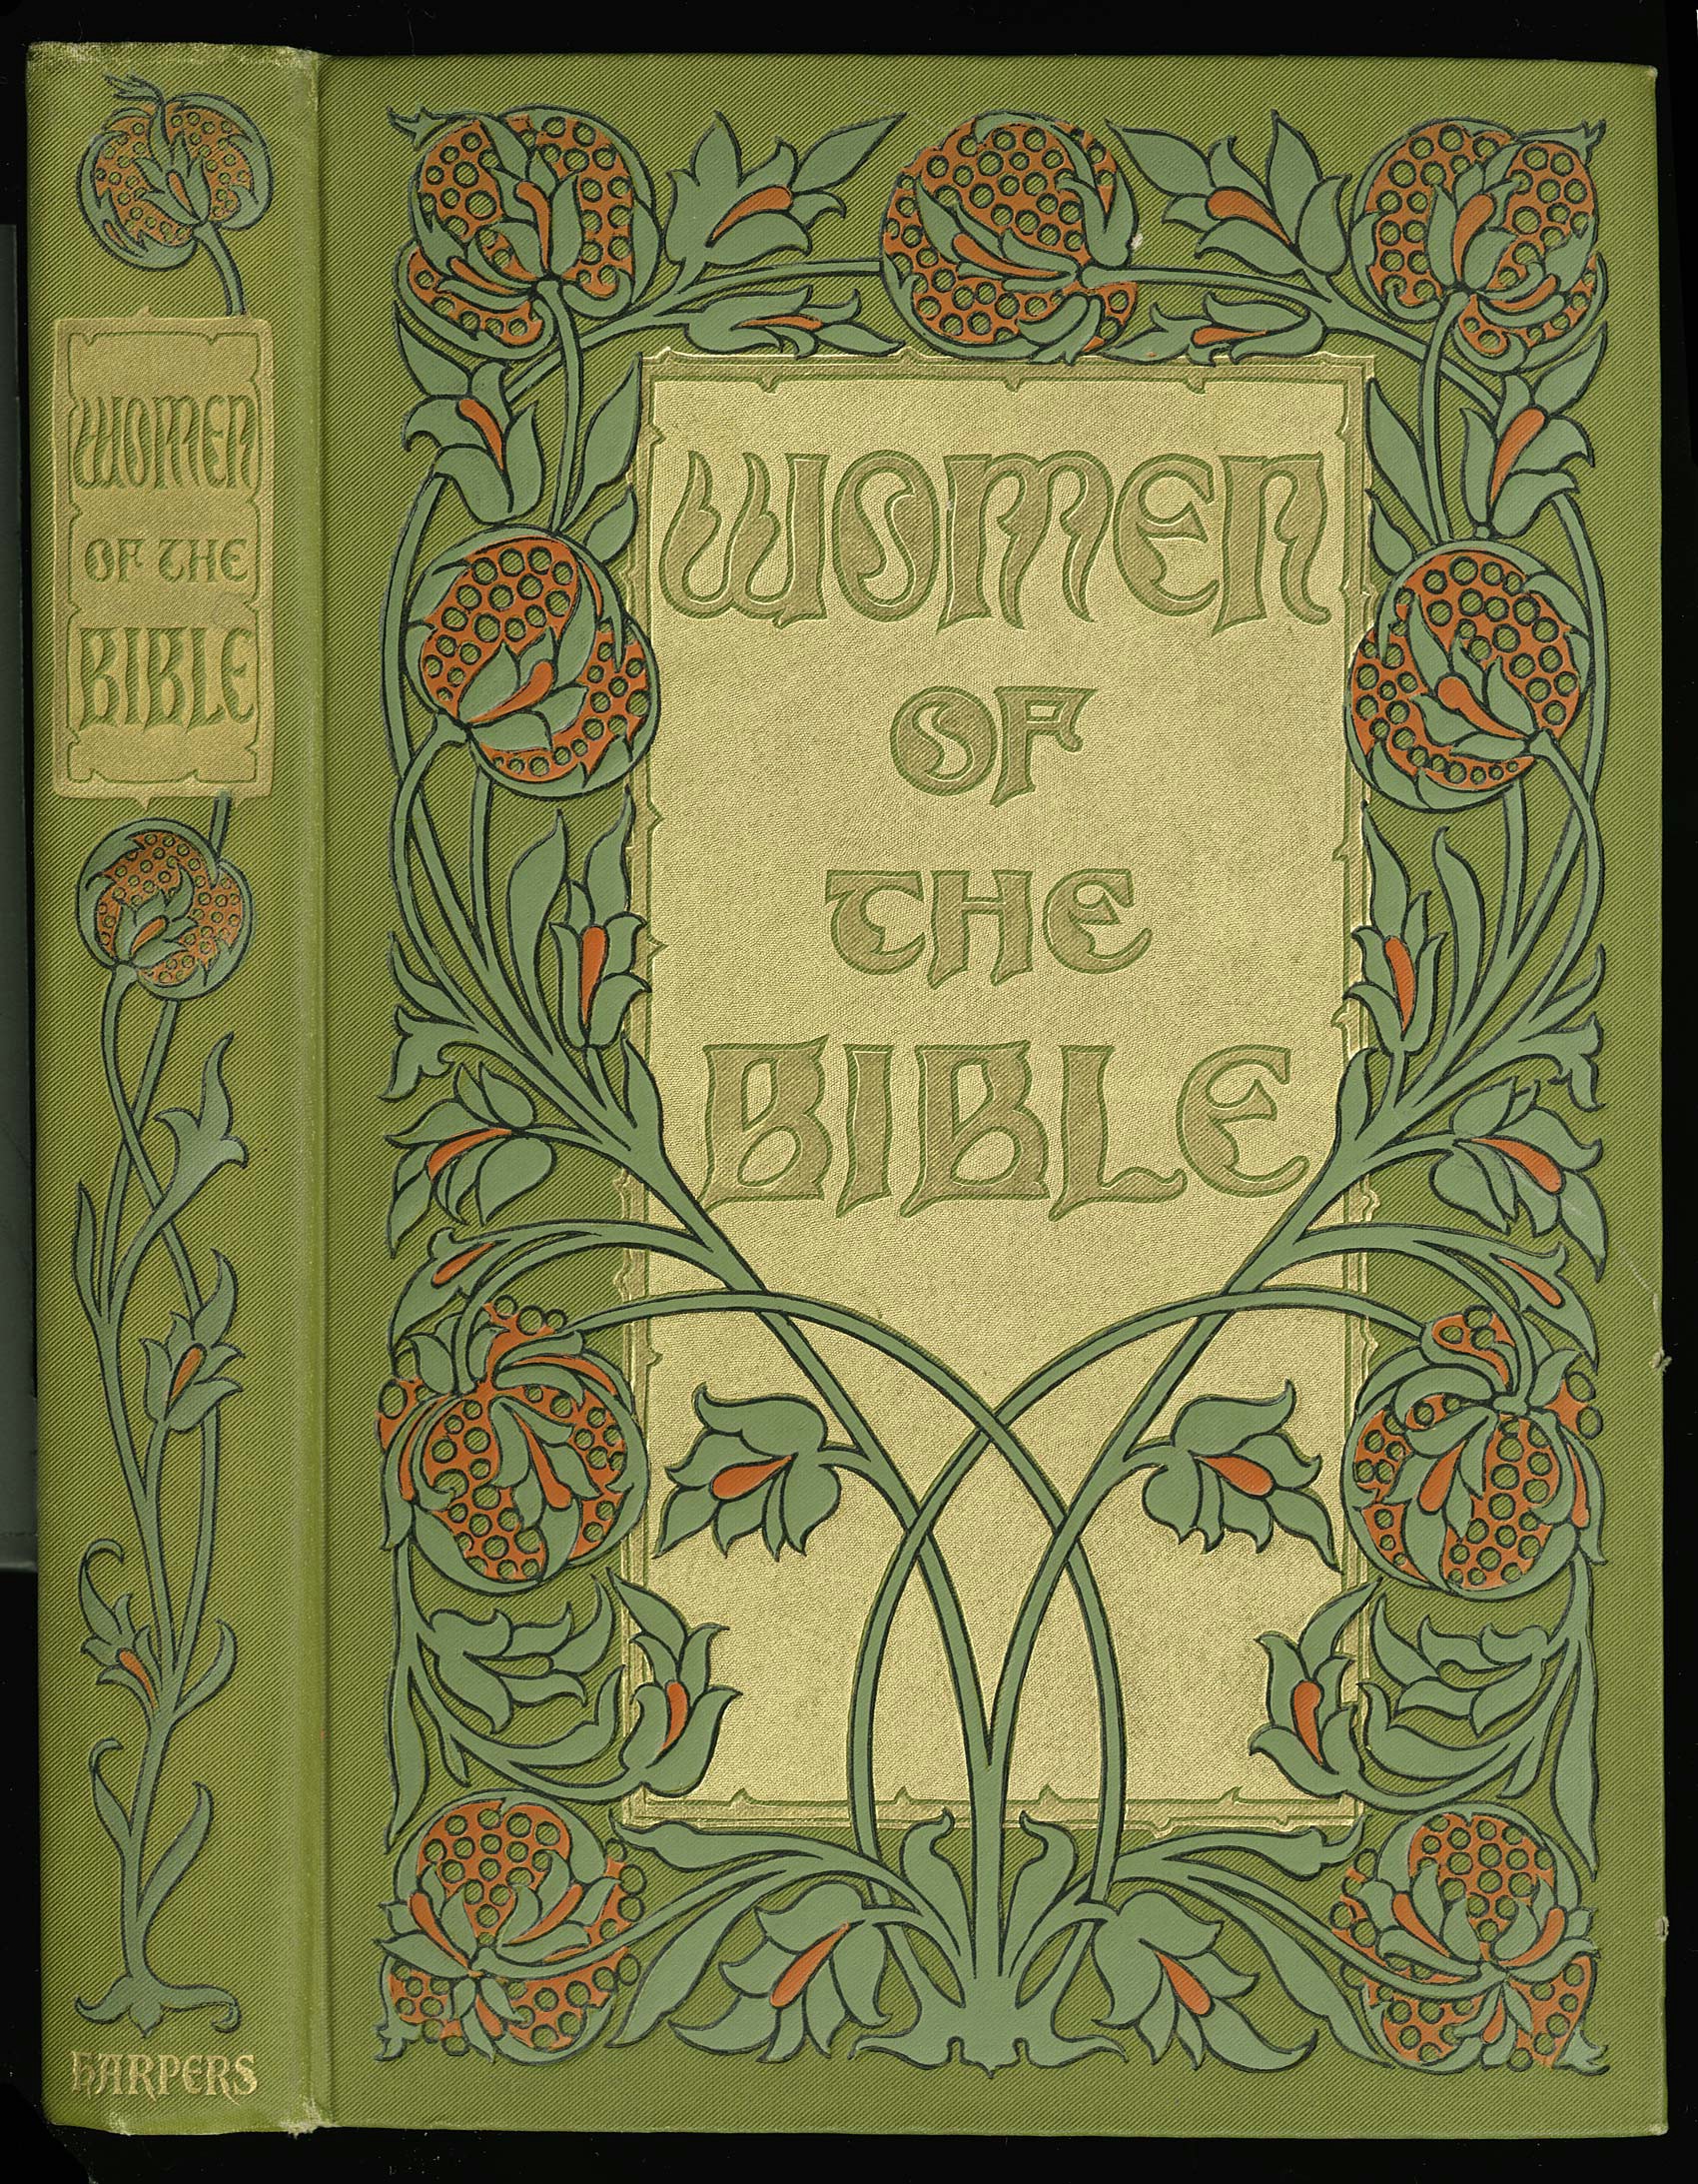 WOMEN
OF THE
BIBLE
HARPERS
WOMEN
OF
THE
BIBLE